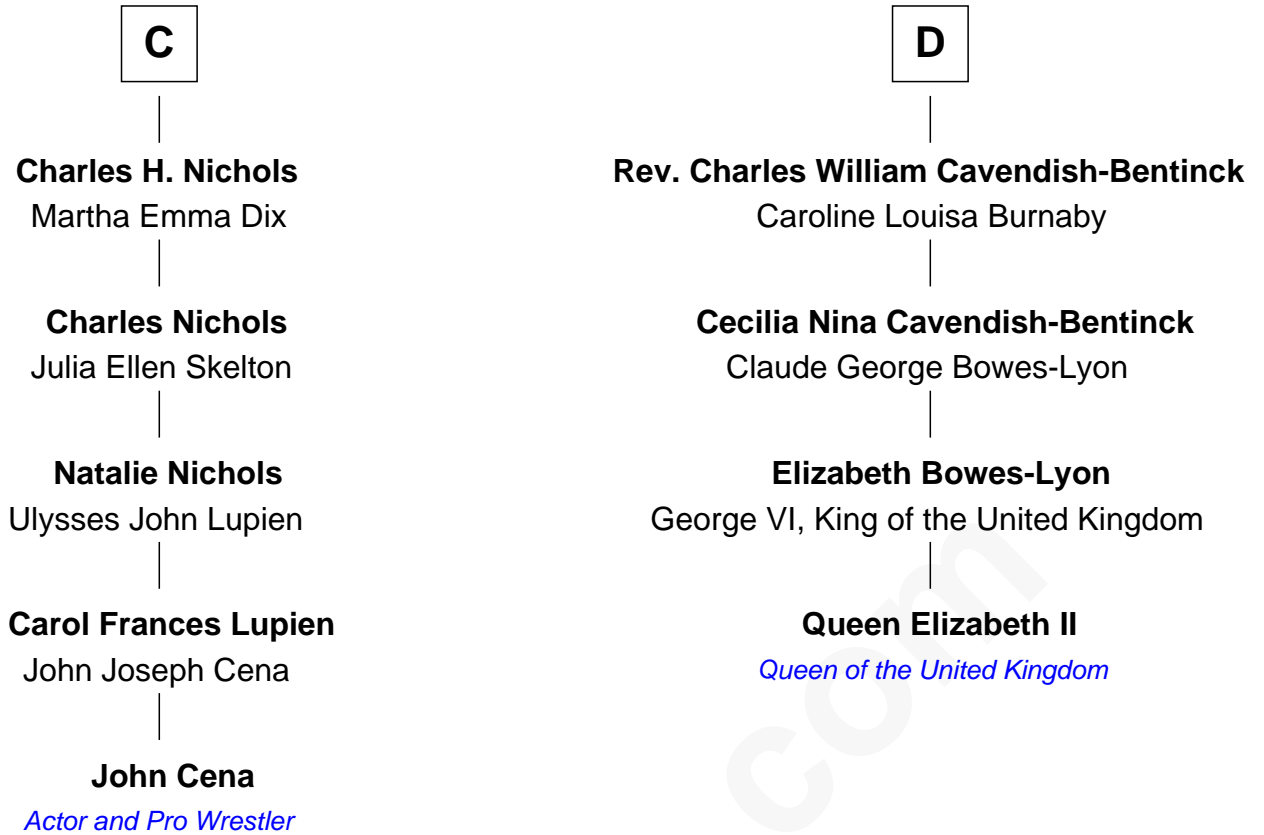 C
Charles H. Nichols
Martha Emma Dix
Charles Nichols
Julia Ellen Skelton
Natalie Nichols
Ulysses John Lupien
Carol Frances Lupien
John Joseph Cena
John Cena
Actor and Pro Wrestler
D
Rev. Charles William Cavendish-Bentinck
Caroline Louisa Burnaby
Cecilia Nina Cavendish-Bentinck
Claude George Bowes-Lyon
Elizabeth Bowes-Lyon
George VI, King of the United Kingdom
Queen Elizabeth II
Queen of the United Kingdom
com